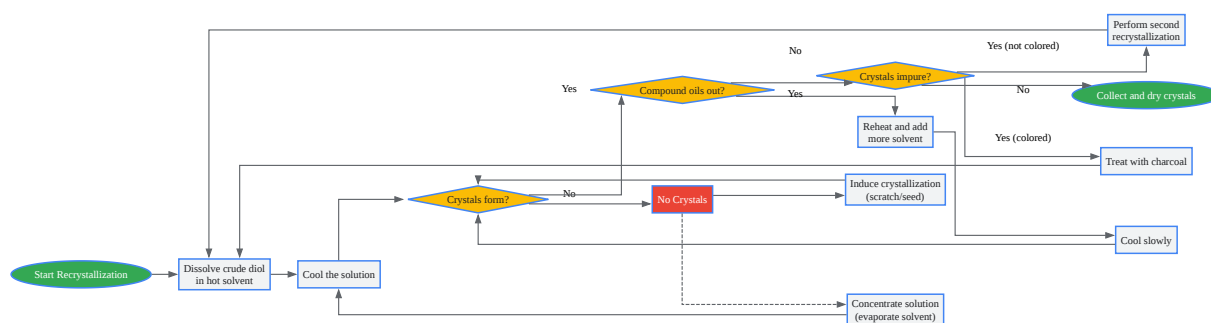 Perform second
recrystallization
Yes (not colored)
No
Crystals impure?
Yes
Compound oils out?
Yes
No
Collect and dry crystals
Reheat and add
more solvent
Yes (colored)
Treat with charcoal
Induce crystallization
(scratch/seed)
Crystals form?
No
No Crystals
Cool slowly
Start Recrystallization
Dissolve crude diol
in hot solvent
Cool the solution
Concentrate solution
(evaporate solvent)